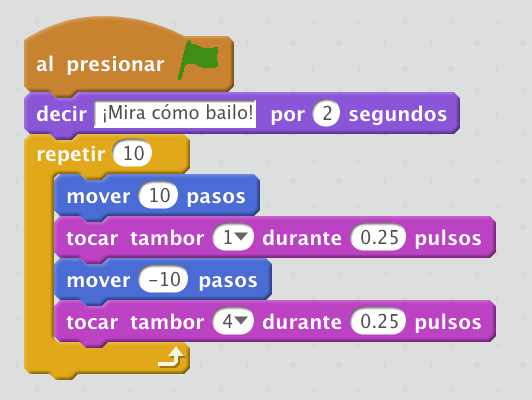 al presionar
decir ¡Mira cómo bailo! por 2 segundos
repetir 10
mover 10 pasos
tocar tambor 1 durante 0.25 pulsos
mover -10 pasos
tocar tambor 4 durante 0.25 pulsos